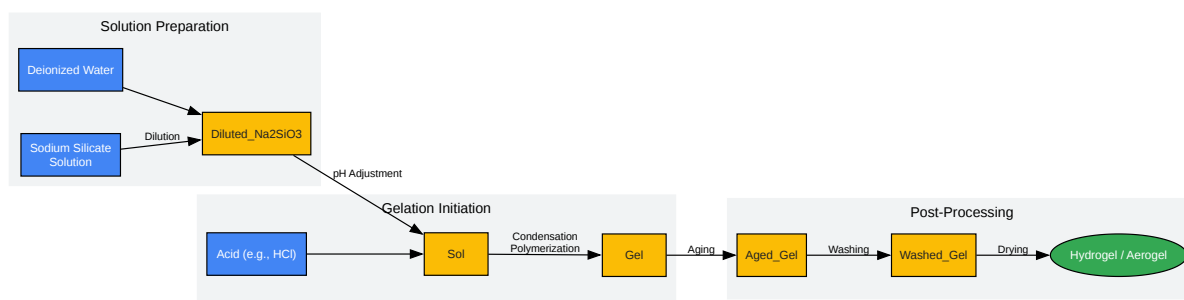 Solution Preparation
Deionized Water
Sodium Silicate
Solution
Dilution
Diluted_Na2SiO3
pH Adjustment
Gelation Initiation
Acid (e.g., HCl)
Sol
Condensation
Polymerization
Gel
Aging
Post-Processing
Aged_Gel
Washing
Washed_Gel
Drying
Hydrogel / Aerogel